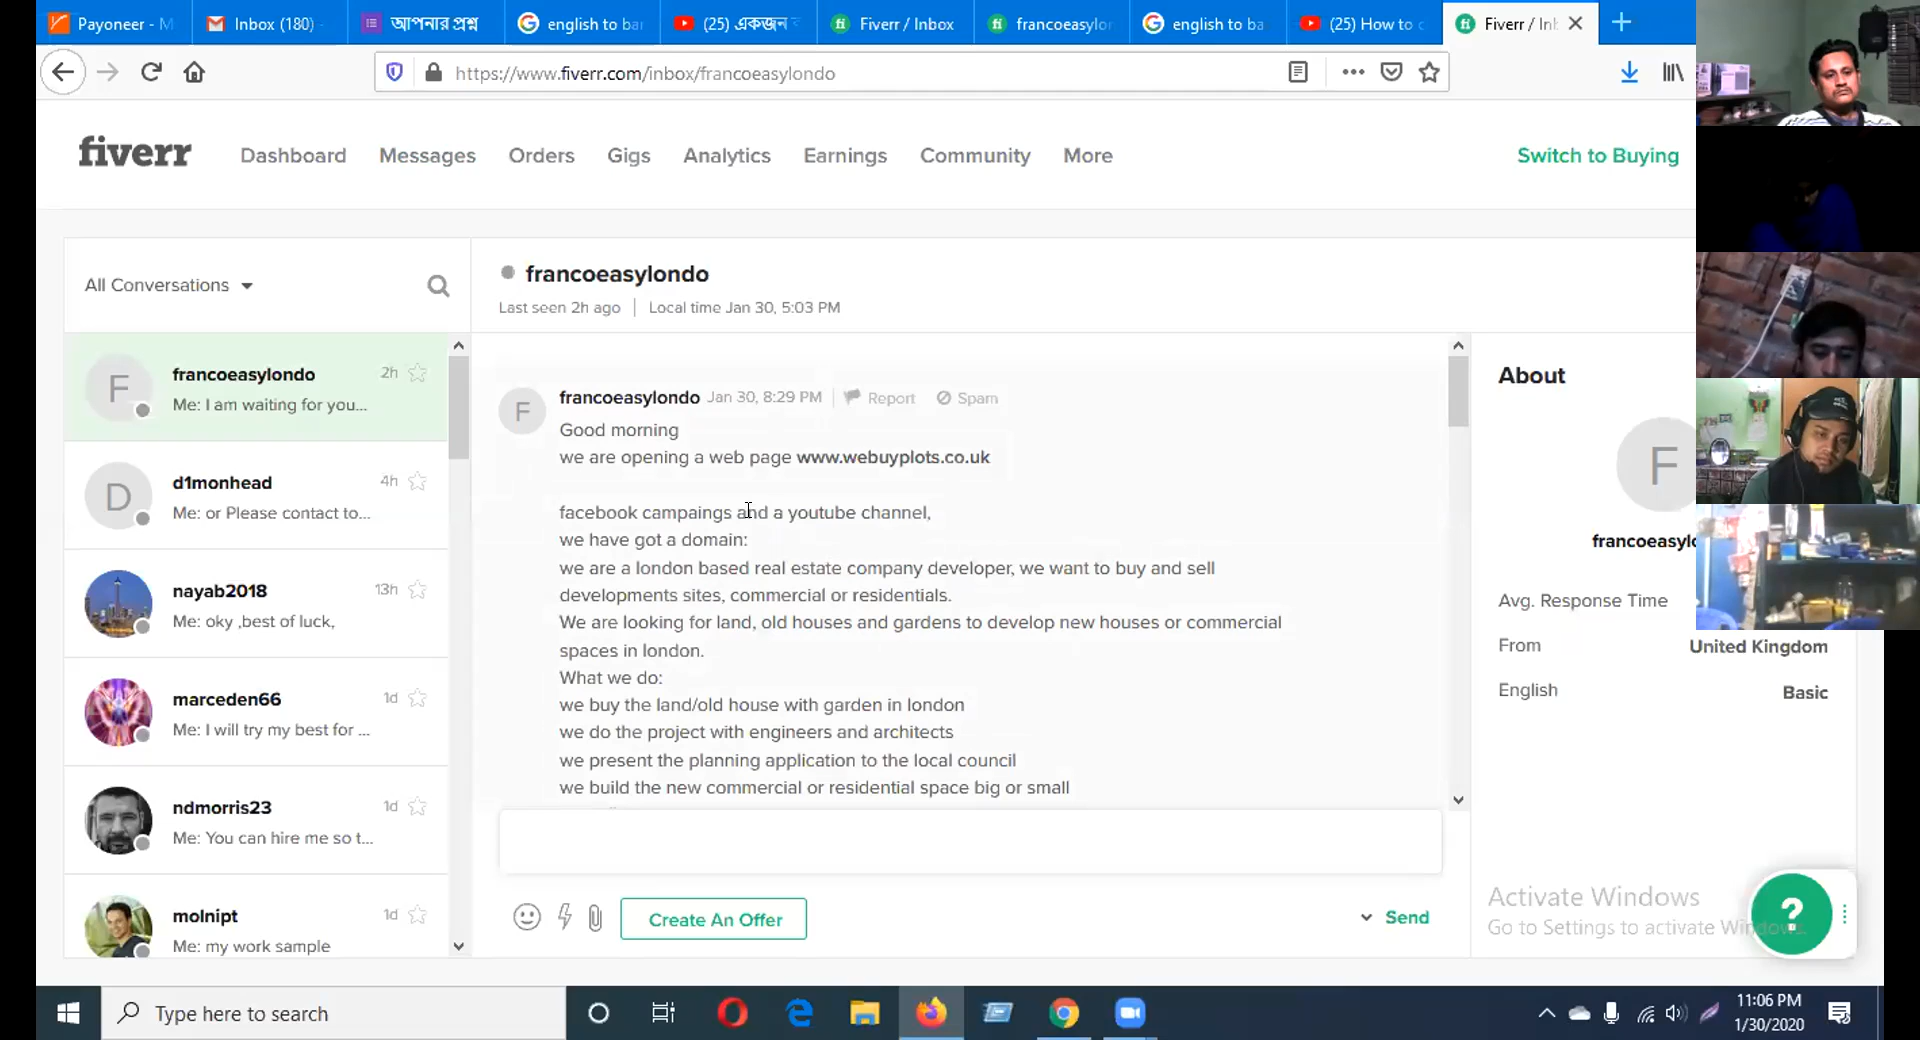 Payoneer - M
Inbox (180)
আপনার প্রশ্ন
english to ba
(25) একজন
Fiverr / Inbox
francoeasylo
english to ba
(25) How to c
Fiverr / Inb
https://www.fiverr.com/inbox/francoeasylondo
fiverr
Dashboard
Messages
Orders
Gigs
Analytics
Earnings
Community
More
Switch to Buying
All Conversations
francoeasylondo
2h
Me: I am waiting for you...
d1monhead
4h
Me: or Please contact to...
nayab2018
13h
Me: oky ,best of luck,
marceden66
1d
Me: I will try my best for ...
ndmorris23
1d
Me: You can hire me so t...
molnipt
1d
Me: my work sample
francoeasylondo
Last seen 2h ago | Local time Jan 30, 5:03 PM
F
francoeasylondo Jan 30, 8:29 PM | Report Spam
Good morning
we are opening a web page www.webuyplots.co.uk
facebook campaings and a youtube channel,
we have got a domain:
we are a london based real estate company developer, we want to buy and sell
developments sites, commercial or residentials.
We are looking for land, old houses and gardens to develop new houses or commercial
spaces in london.
What we do:
we buy the land/old house with garden in london
we do the project with engineers and architects
we present the planning application to the local council
we build the new commercial or residential space big or small
Create An Offer
Send
About
F
francoeasylo
Avg. Response Time
From United Kingdom
English Basic
Activate Windows
Go to Settings to activate Windows.
?
F
D
Type here to search
11:06 PM
1/30/2020